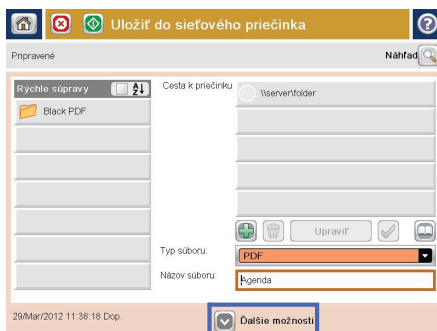 Uložiť do sieťového priečinka
Pripravené
Náhľad
Rýchle súpravy
Cesta k priečinku
\\server\folder
Black PDF
Upraviť
Typ súboru:
PDF
Názov súboru:
Agenda
29/Mar/2012 11:38:18 Dop.
Ďalšie možnosti